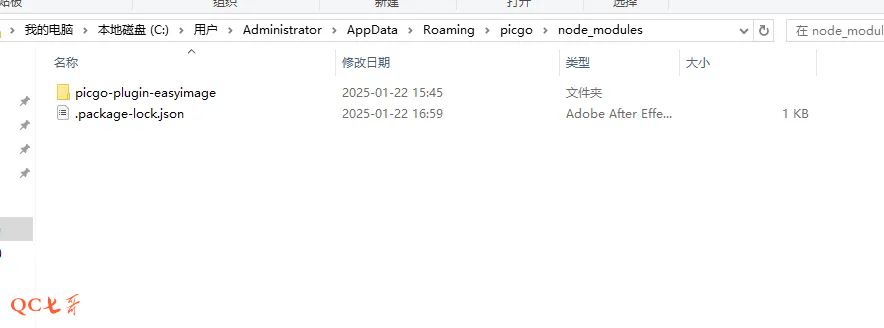 组织 新建 打开 选择
我的电脑 > 本地磁盘 (C:) > 用户 > Administrator > AppData > Roaming > picgo > node_modules 在 node_modul
名称 修改日期 类型 大小
picgo-plugin-easyimage 2025-01-22 15:45 文件夹
.package-lock.json 2025-01-22 16:59 Adobe After Effe... 1 KB
QC七哥